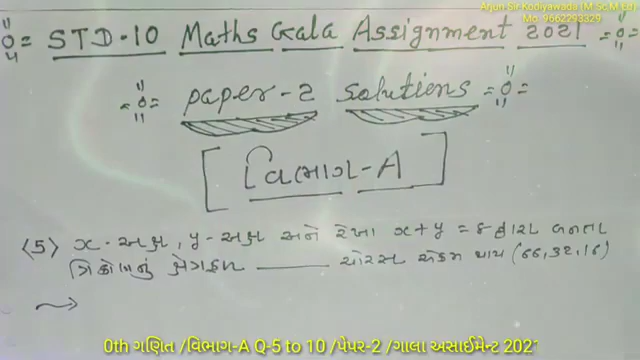 Arjun Sir Kodiyawada (M.Sc.M.Ed)
Mo. 9662293329
STD-10 Maths Gala Assignment 2021
paper-2 solutions
[ વિભાગ-A ]
(5) x-અક્ષ, y-અક્ષ અને રેખા x+y = 8 દ્વારા બનતા
ત્રિકોણનું ક્ષેત્રફળ ______ ચોરસ એકમ થાય (64,32,16)
0th ગણિત /વિભાગ-A Q-5 to 10 /પેપર-2 /ગાલા અસાઈમેન્ટ 2021